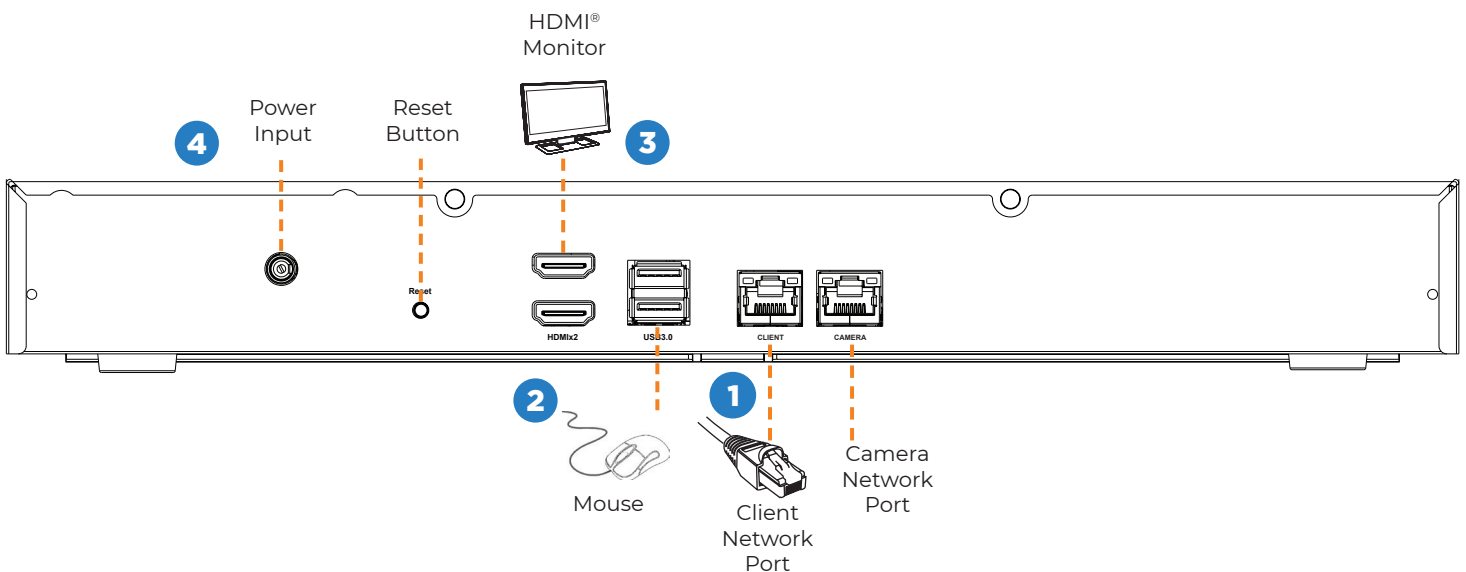 HDMI®
Monitor
4
Power
Input
Reset
Button
3
Reset
HDMIx2
USB3.0
CLIENT
CAMERA
2
Mouse
1
Client
Network
Port
Camera
Network
Port